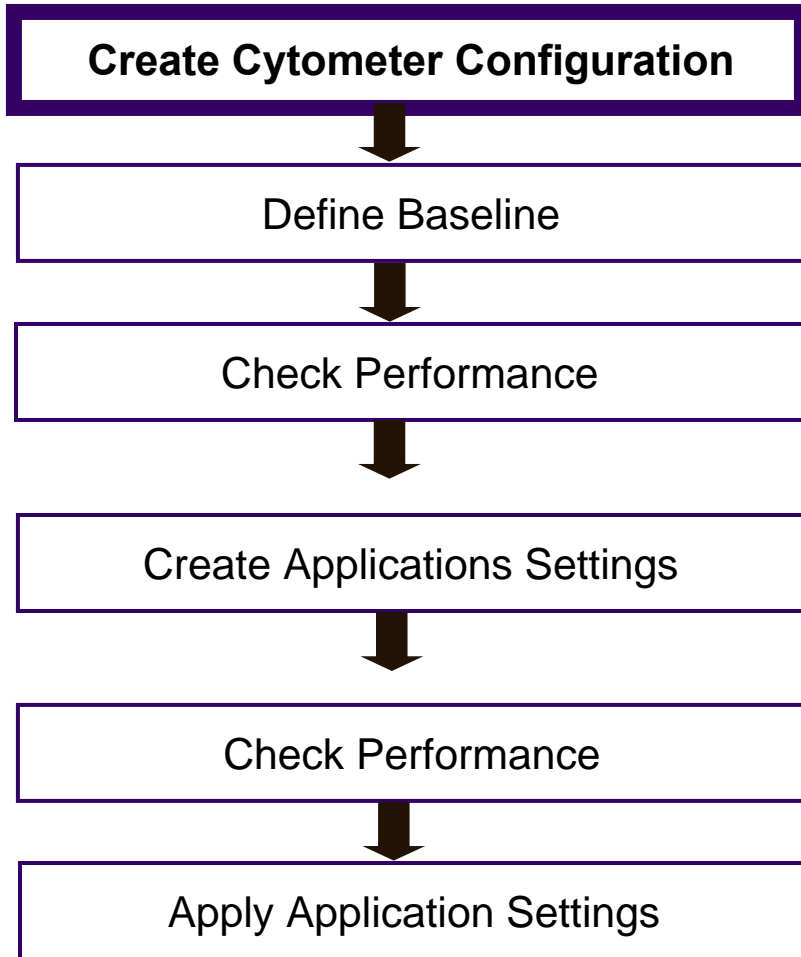 Create Cytometer Configuration
Define Baseline
Check Performance
Create Applications Settings
Check Performance
Apply Application Settings